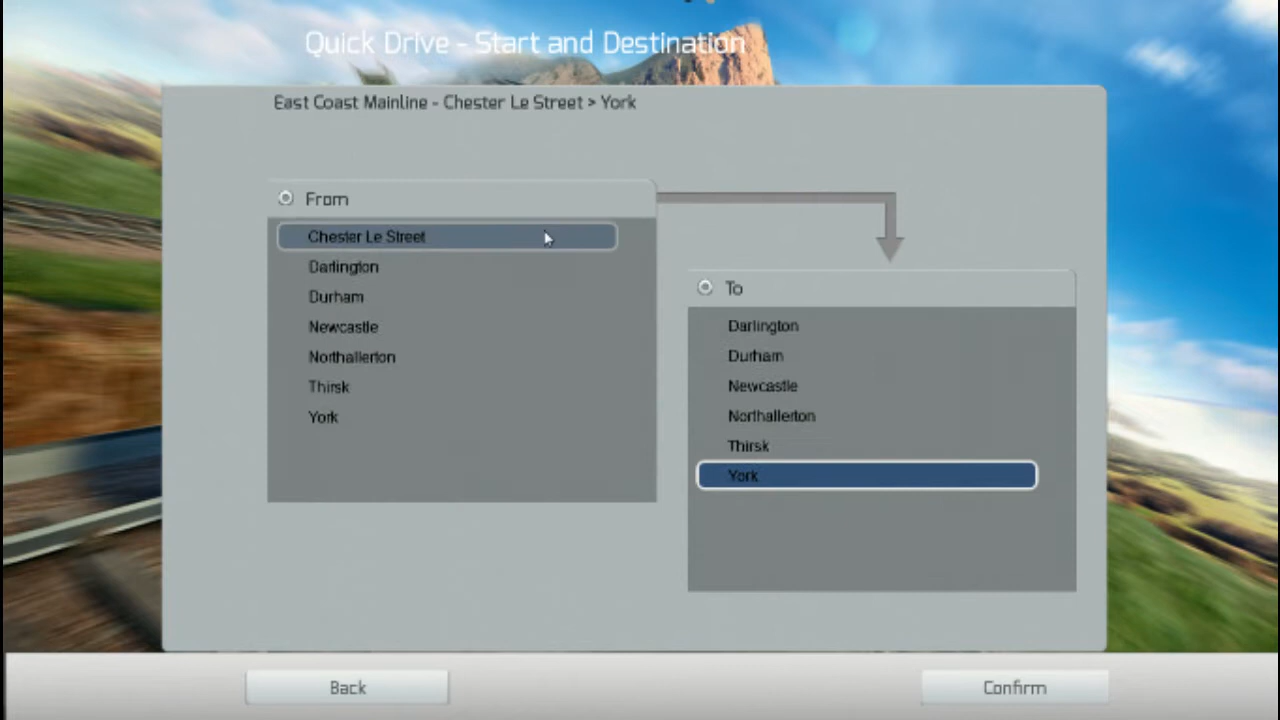 Quick Drive - Start and Destination
East Coast Mainline - Chester Le Street > York
From
Chester Le Street
Darlington
Durham
Newcastle
Northallerton
Thirsk
York
To
Darlington
Durham
Newcastle
Northallerton
Thirsk
York
Back
Confirm